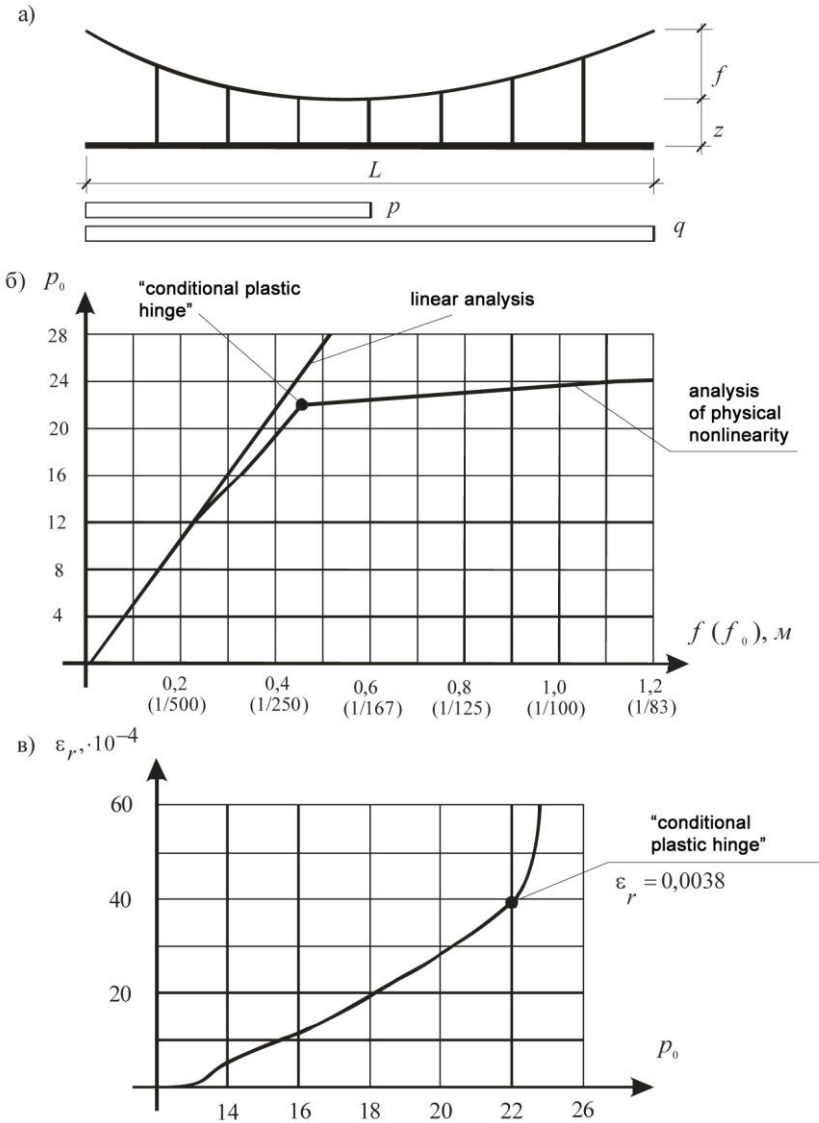 а)
f
z
L
p
q
б) p₀
“conditional plastic
hinge”
linear analysis
28
24
20
16
12
8
4
analysis
of physical
nonlinearity
f (f₀), м
0,2 0,4 0,6 0,8 1,0 1,2
(1/500) (1/250) (1/167) (1/125) (1/100) (1/83)
в) εᵣ,·10⁻⁴
60
40
20
“conditional
plastic hinge”
εᵣ = 0,0038
p₀
14 16 18 20 22 26